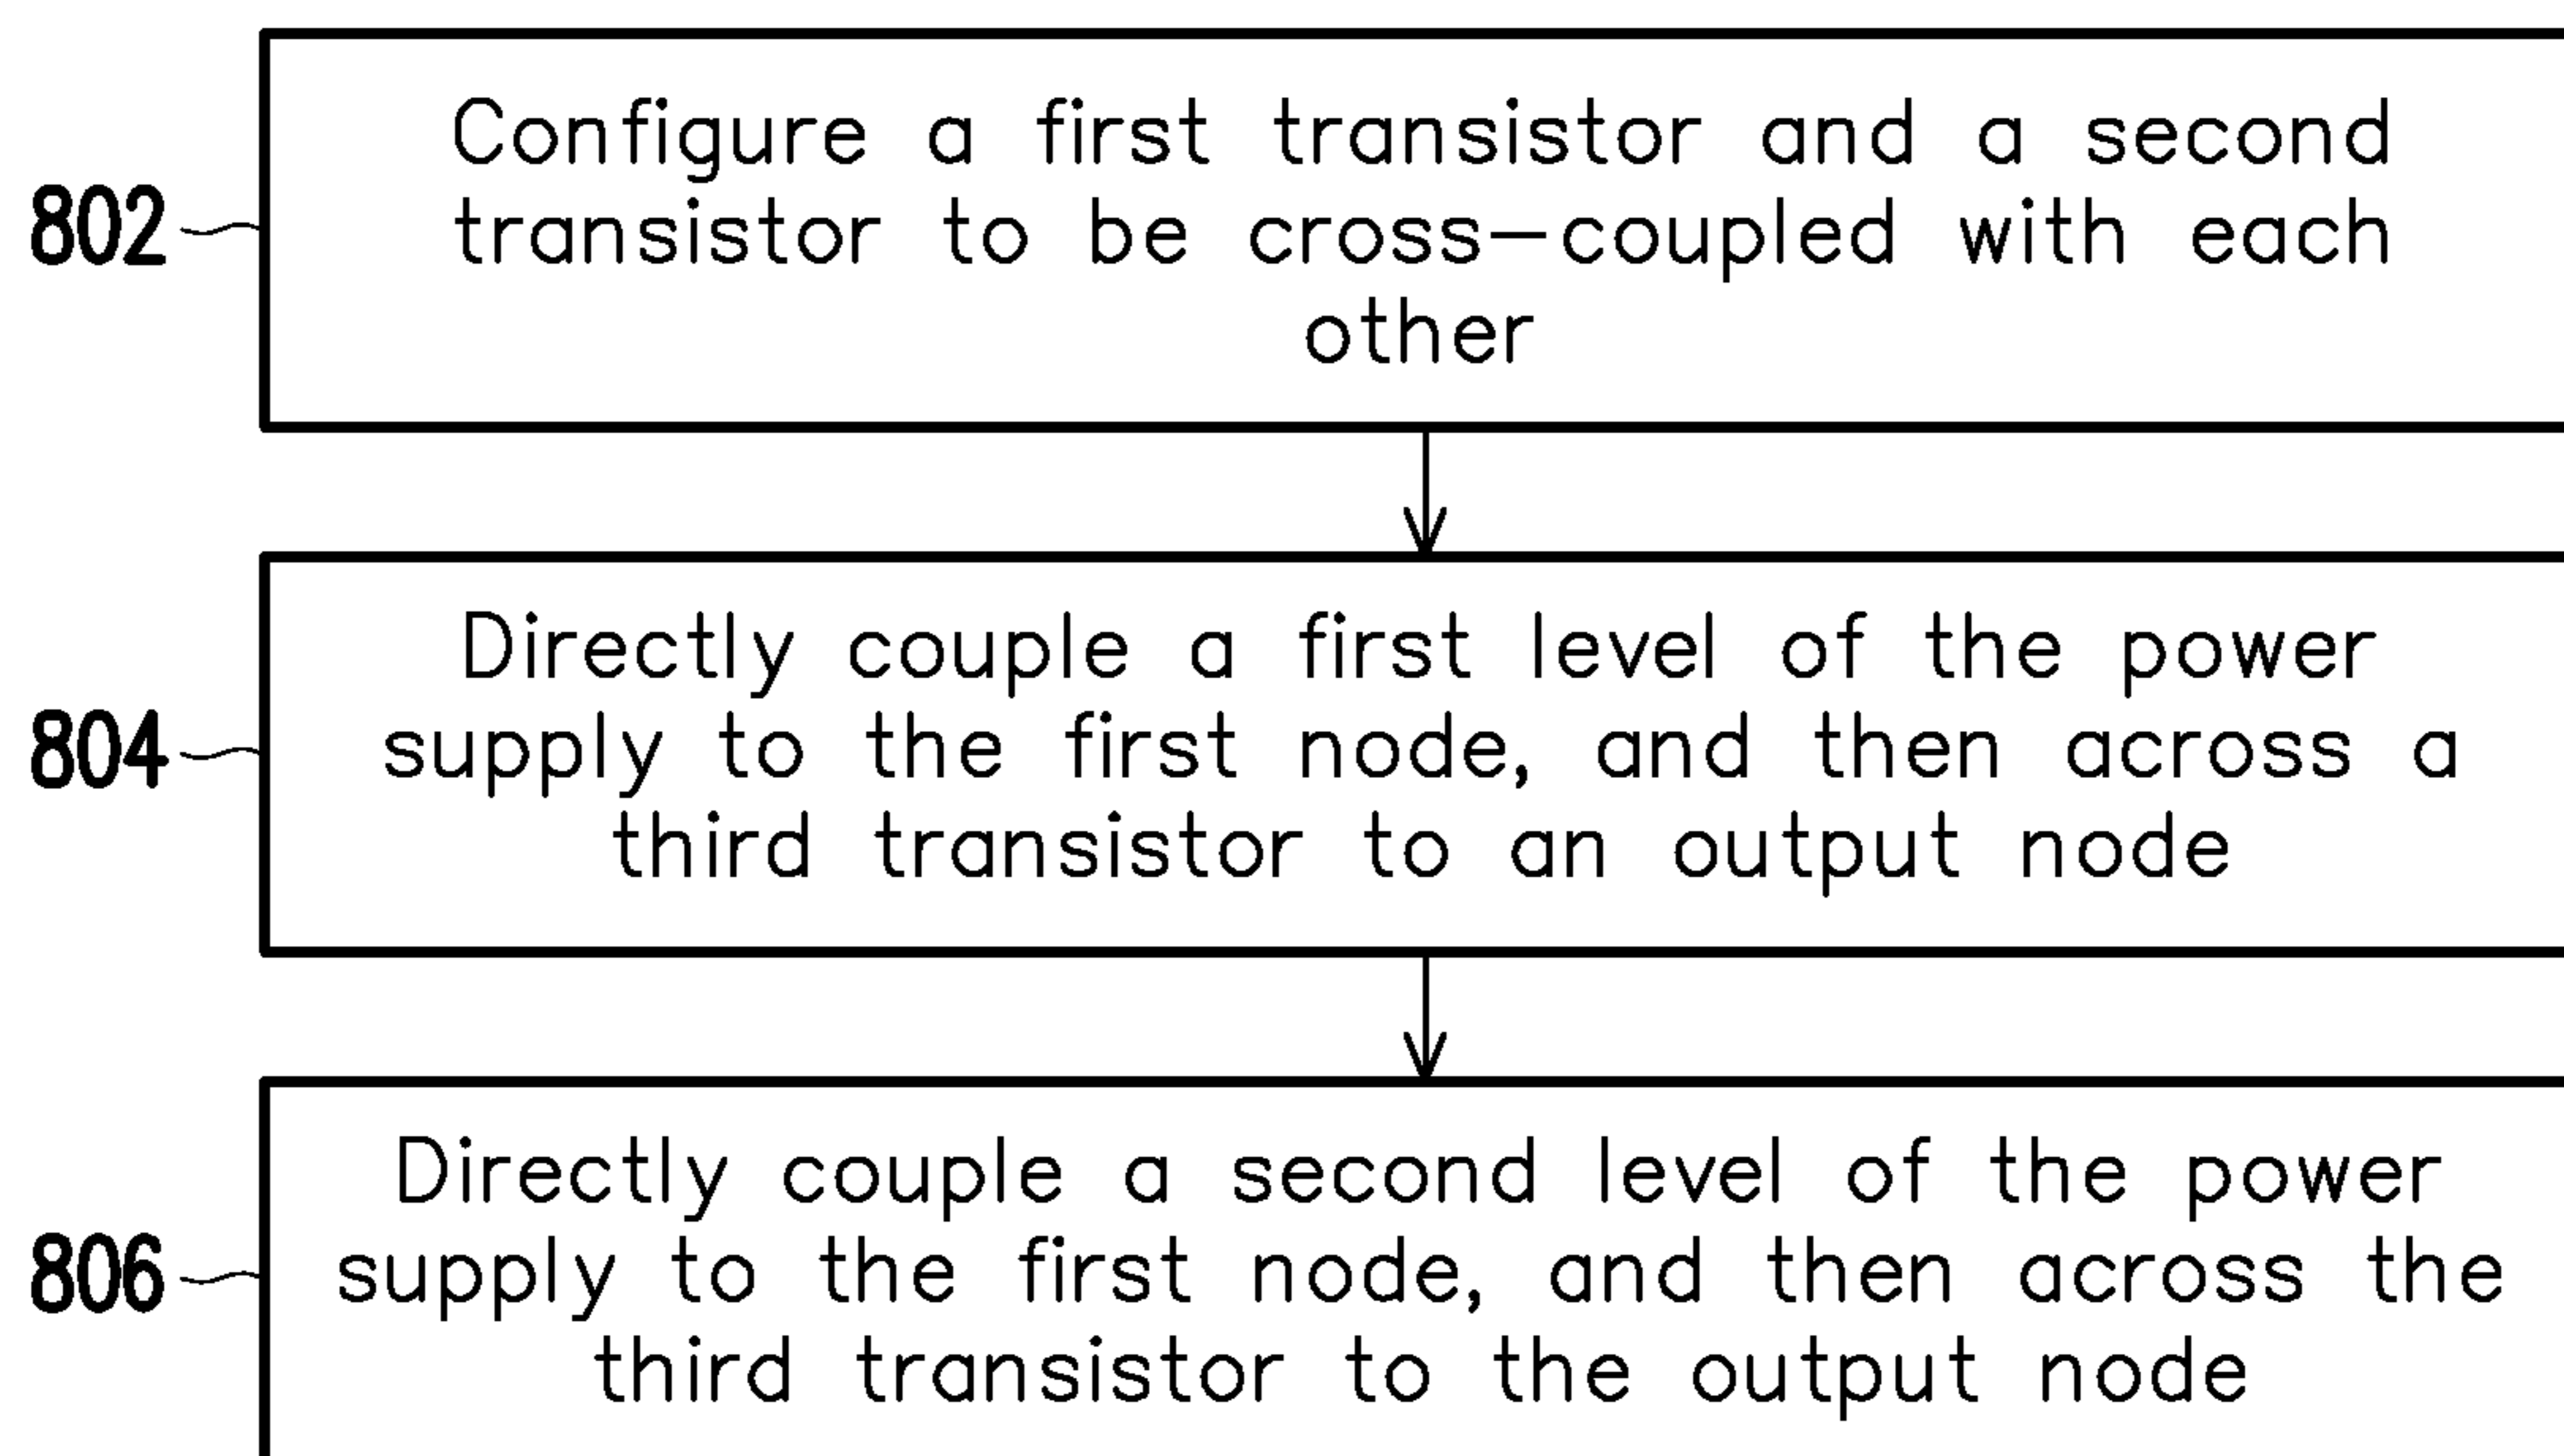 Configure a first transistor and a second
802 transistor to be cross-coupled with each
other
Directly couple a first level of the power
804 supply to the first node, and then across a
third transistor to an output node
Directly couple a second level of the power
806 supply to the first node, and then across the
third transistor to the output node